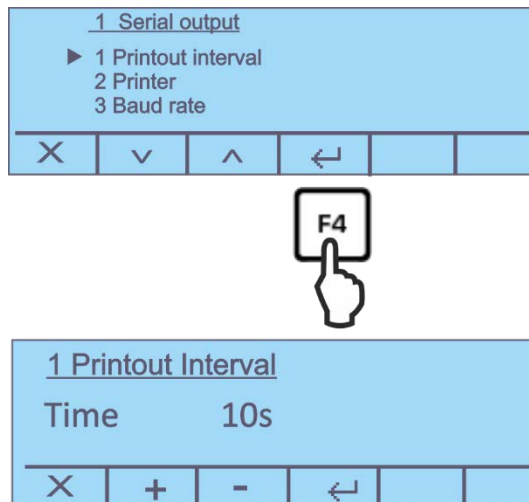 1 Serial output
1 Printout interval
2 Printer
3 Baud rate
X ∨ ∧ ↵
F4
1 Printout Interval
Time 10s
X + - ↵